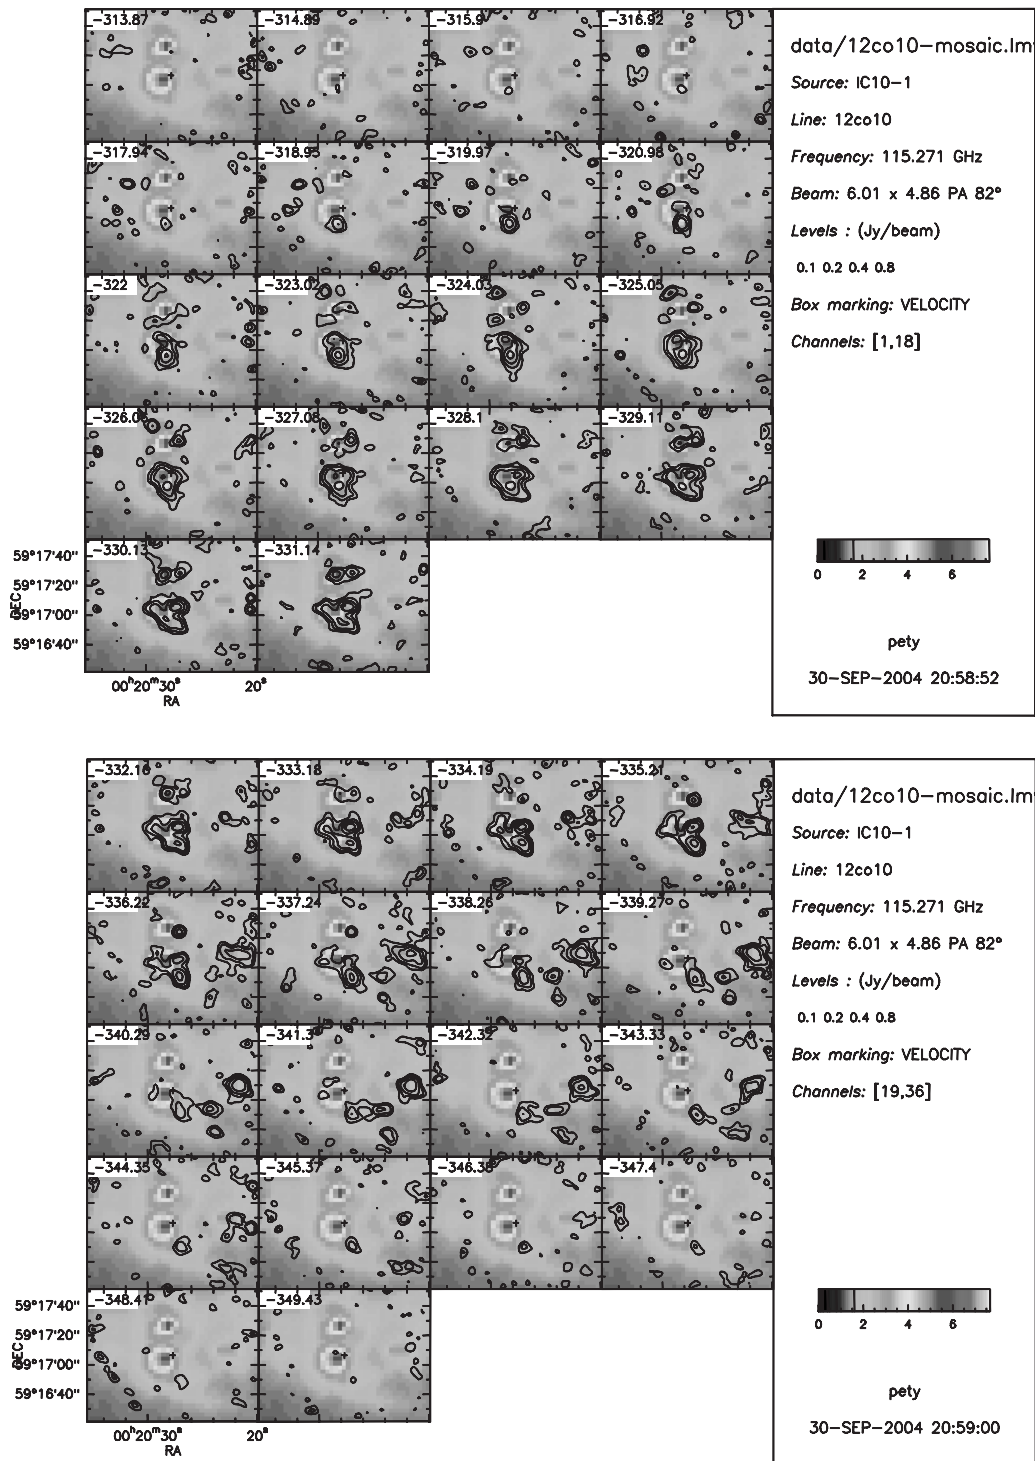 -313.87 -314.89 -315.9 -316.92
data/12co10-mosaic.lm
Source: IC10-1
Line: 12co10
-317.94 -318.95 -319.97 -320.98
Frequency: 115.271 GHz
Beam: 6.01 x 4.86 PA 82°
Levels : (Jy/beam)
0.1 0.2 0.4 0.8
-322 -323.02 -324.03 -325.05
Box marking: VELOCITY
Channels: [1,18]
-326.06 -327.08 -328.1 -329.11
-330.13 -331.14
59°17'40"
59°17'20"
59°17'00"
59°16'40"
DEC
00ʰ20ᵐ30ˢ 20ˢ
RA
0 2 4 6
pety
30-SEP-2004 20:58:52
-332.16 -333.18 -334.19 -335.21
data/12co10-mosaic.lm
Source: IC10-1
Line: 12co10
-336.22 -337.24 -338.26 -339.27
Frequency: 115.271 GHz
Beam: 6.01 x 4.86 PA 82°
Levels : (Jy/beam)
0.1 0.2 0.4 0.8
-340.29 -341.3 -342.32 -343.33
Box marking: VELOCITY
Channels: [19,36]
-344.35 -345.37 -346.38 -347.4
-348.41 -349.43
59°17'40"
59°17'20"
59°17'00"
59°16'40"
DEC
00ʰ20ᵐ30ˢ 20ˢ
RA
0 2 4 6
pety
30-SEP-2004 20:59:00